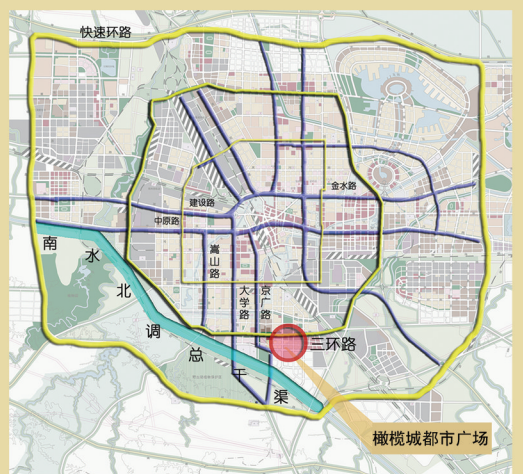 快速环路
金水路
建设路
中原路
南水北调总干渠
嵩山路
大学路
京广路
三环路
橄榄城都市广场